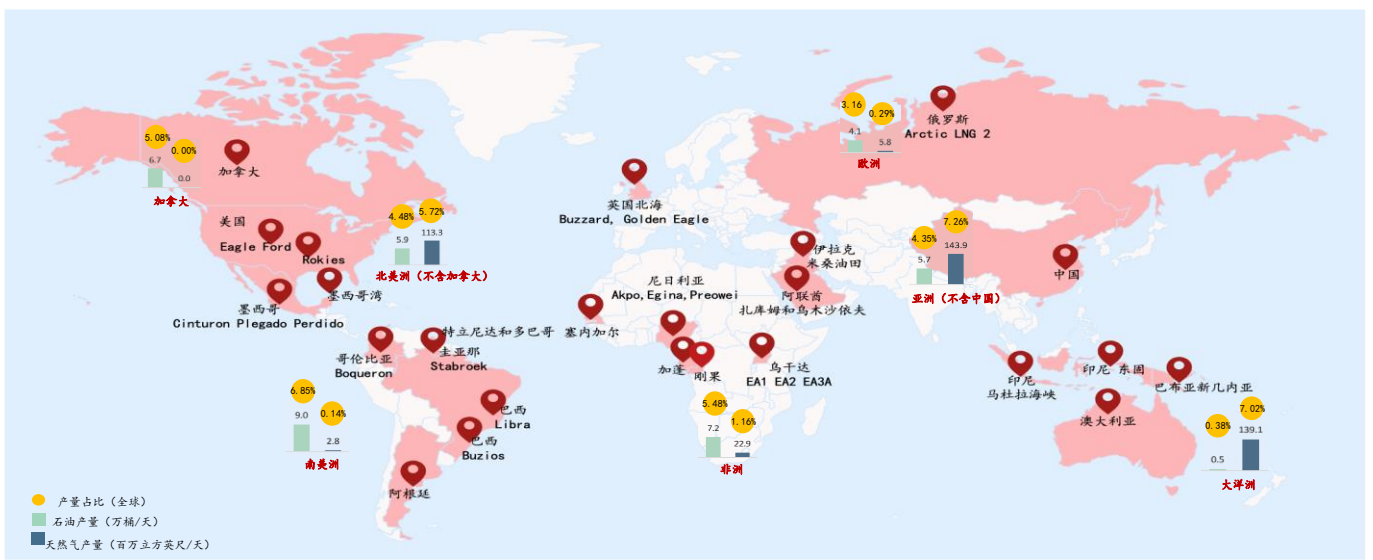 3.16
0.29%
4.1
5.8
欧洲
俄罗斯
Arctic LNG 2
5.08%
0.00%
6.7
0.0
加拿大
加拿大
英国北海
Buzzard, Golden Eagle
美国
Eagle Ford
Rokies
4.48%
5.72%
5.9
113.3
北美洲（不含加拿大）
4.35%
7.26%
5.7
143.9
亚洲（不含中国）
中国
伊拉克
米桑油田
阿联酋
扎库姆和乌木沙依夫
墨西哥湾
墨西哥
Cinturon Plegado Perdido
尼日利亚
Akpo,Egina,Preowei
特立尼达和多巴哥
塞内加尔
圭亚那
Stabroek
哥伦比亚
Boqueron
加蓬
刚果
乌干达
EA1 EA2 EA3A
印尼
马杜拉海峡
印尼 东固
巴布亚新几内亚
澳大利亚
6.85%
0.14%
9.0
2.8
南美洲
巴西
Libra
巴西
Buzios
阿根廷
5.48%
1.16%
7.2
22.9
非洲
0.38%
7.02%
0.5
139.1
大洋洲
产量占比（全球）
石油产量（万桶/天）
天然气产量（百万立方英尺/天）